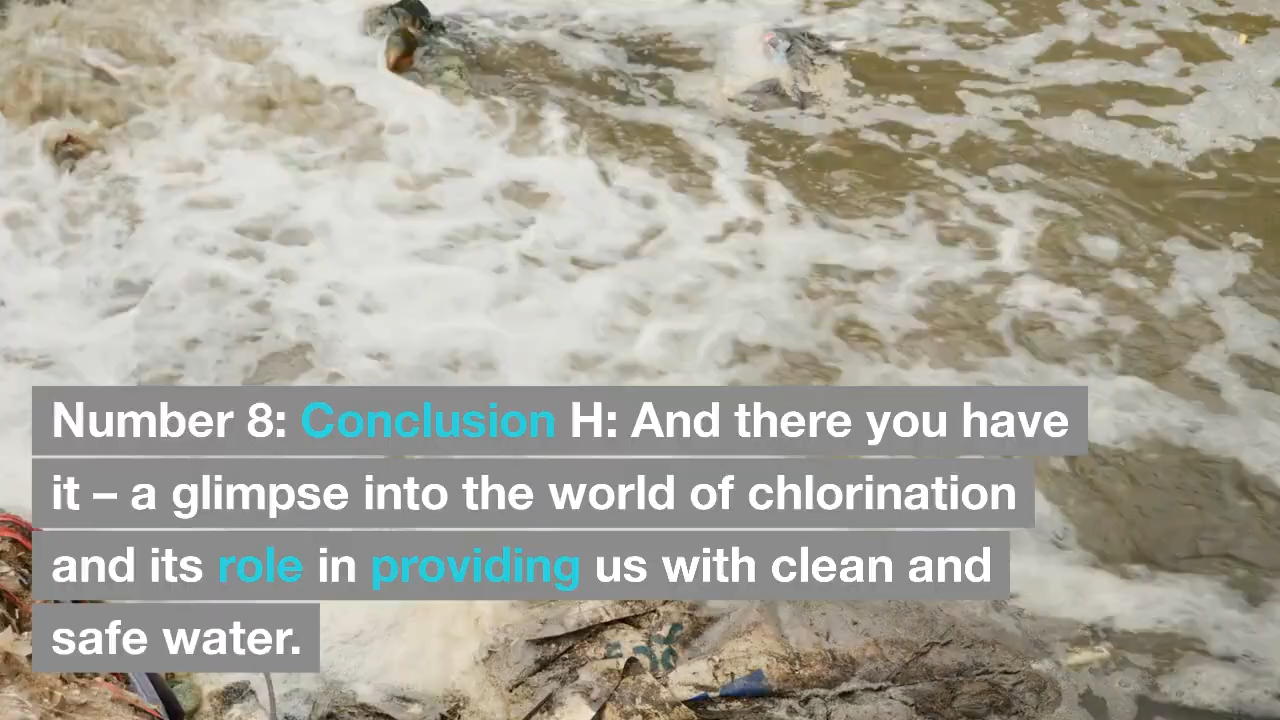 Number 8: Conclusion H: And there you have
it – a glimpse into the world of chlorination
and its role in providing us with clean and
safe water.